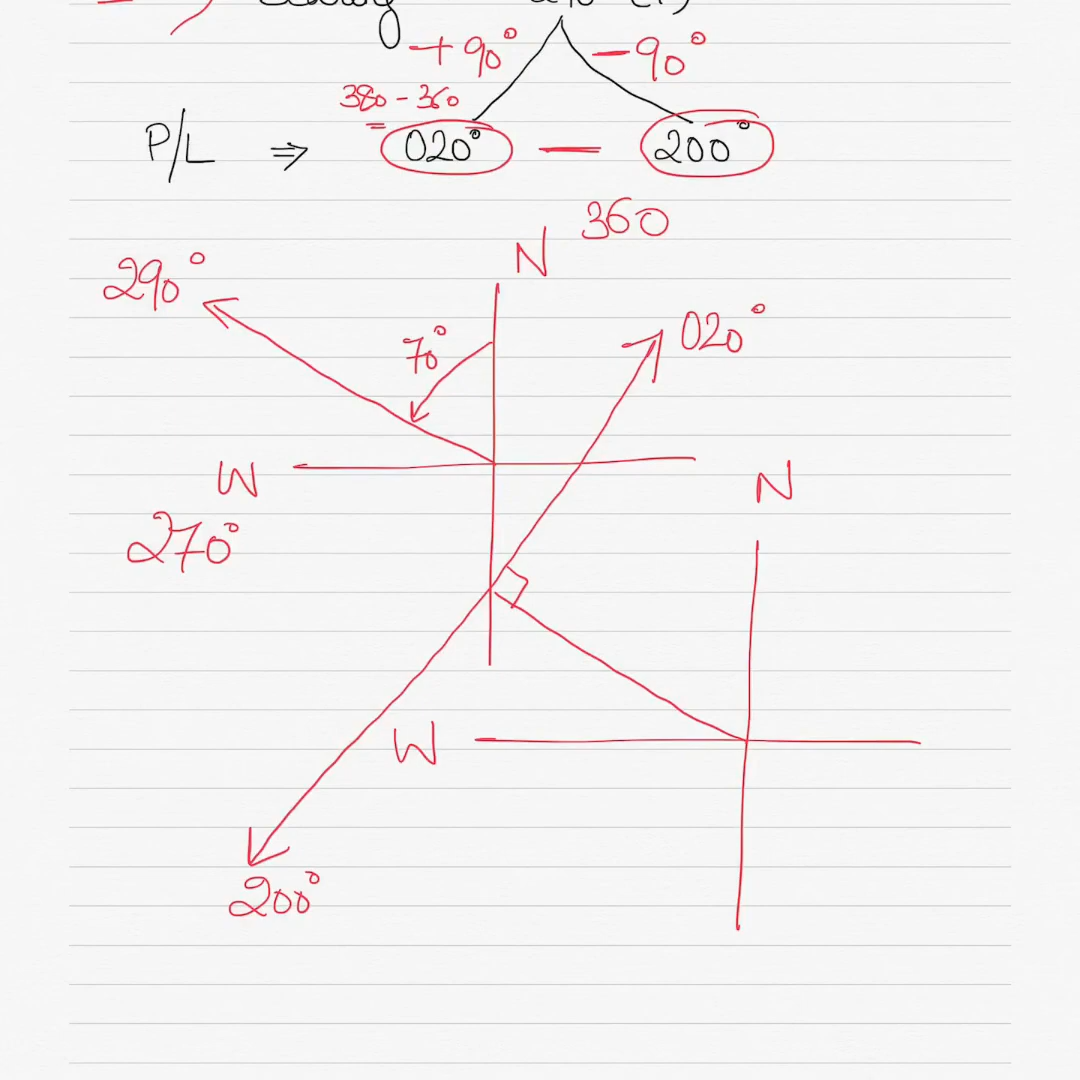 +90° -90°
380 - 360
=
P/L ⇒ 020° — 200°
N 360
290°
70°
020°
W
N
270°
W
200°